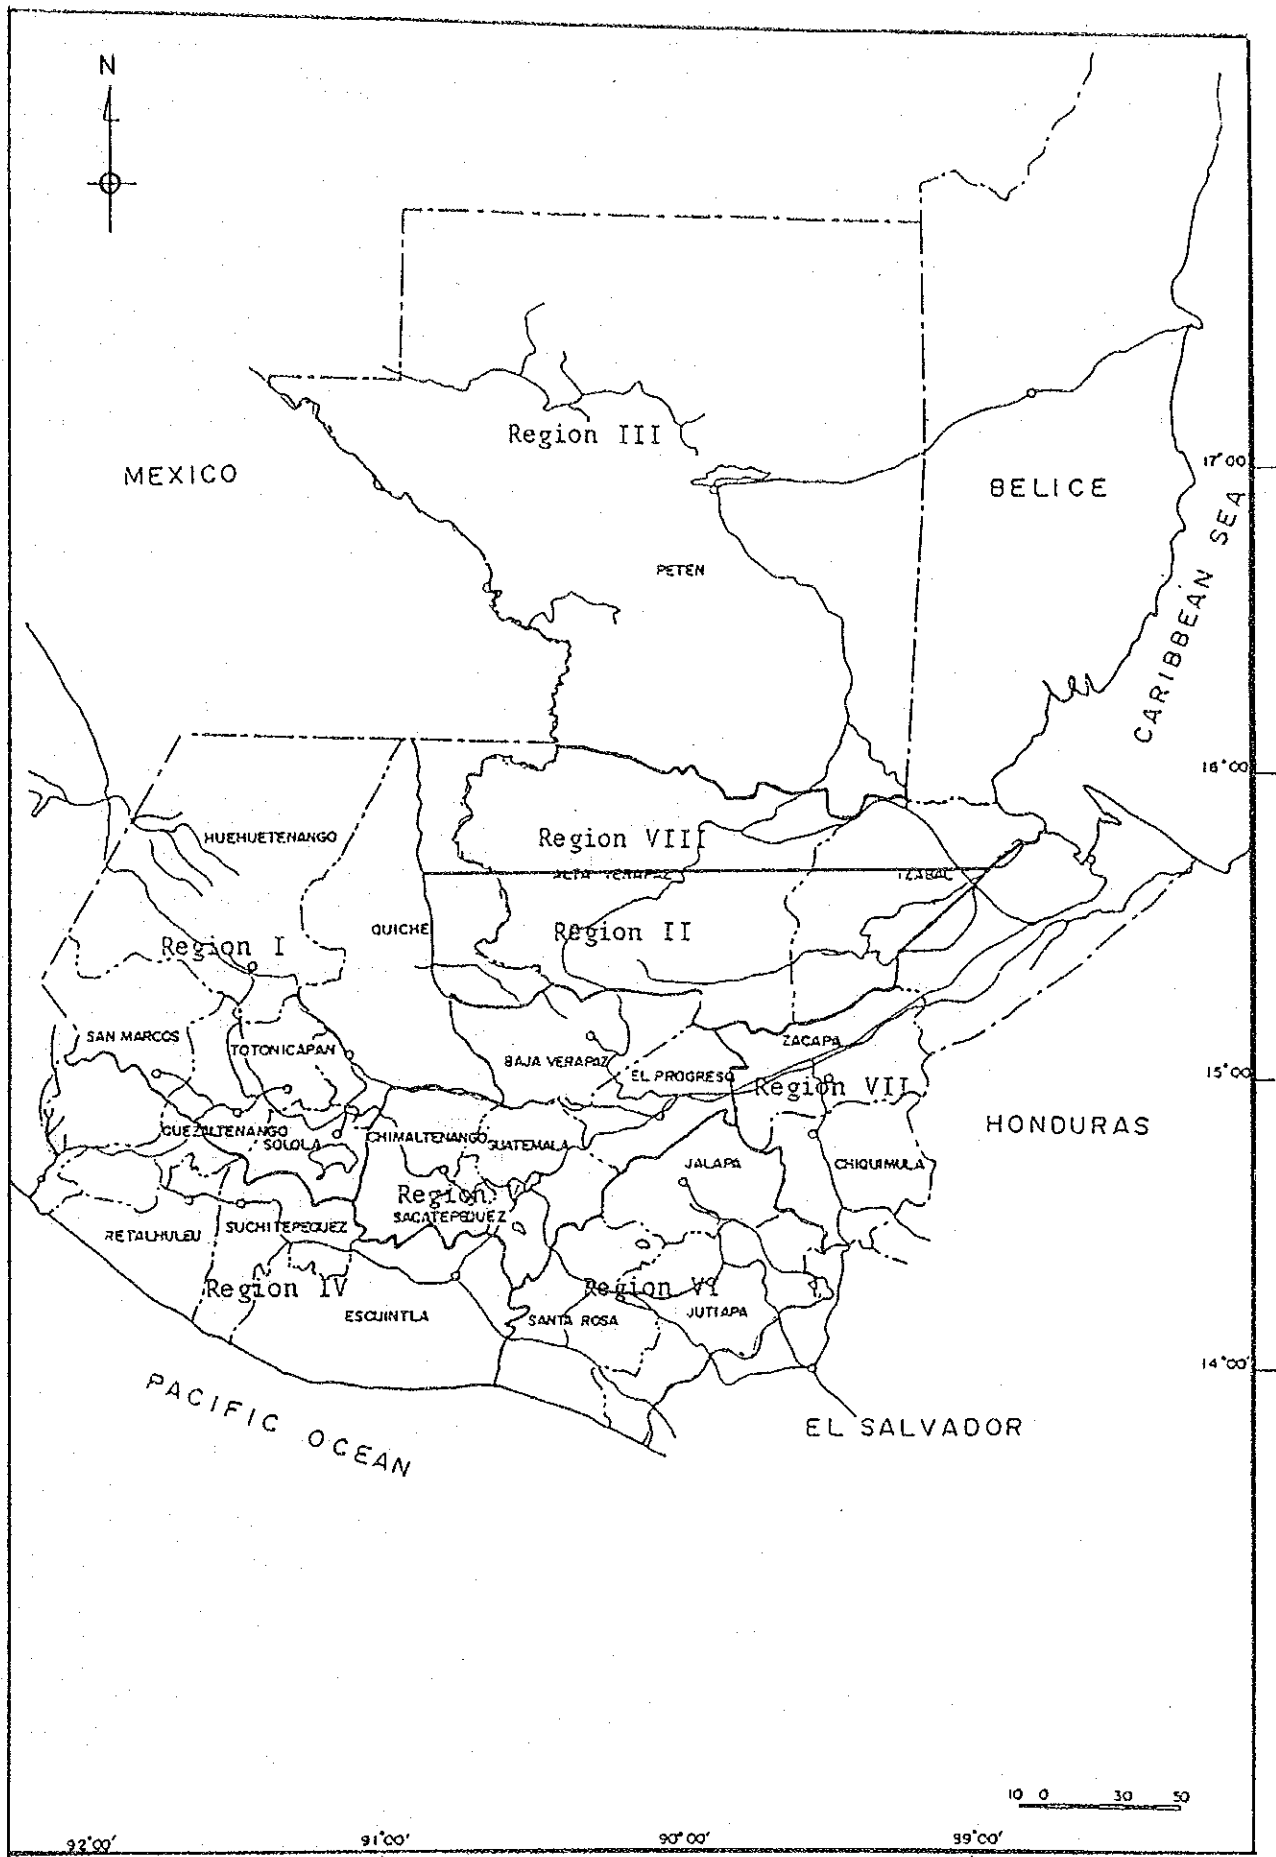 N
Region III
MEXICO
17°00'
BELICE
CARIBBEAN SEA
PETEN
16°00'
HUEHUETENANGO
Region VIII
ALTA VERAPAZ
IZABAL
QUICHE
Region II
Region I
SAN MARCOS
TOTONICAPAN
ZACAPA
BAJA VERAPAZ
EL PROGRESO
15°00'
Region VII
HONDURAS
QUEZALTENANGO
SOLOLA
CHIMALTENANGO
GUATEMALA
JALAPA
CHIQUIMULA
Region V
SACATEPEQUEZ
RETALHULEU
SUCHITEPEQUEZ
Region IV
Region VI
ESCUINTLA
SANTA ROSA
JUTIAPA
14°00'
PACIFIC OCEAN
EL SALVADOR
10 0 30 50
92°00' 91°00' 90°00' 99°00'